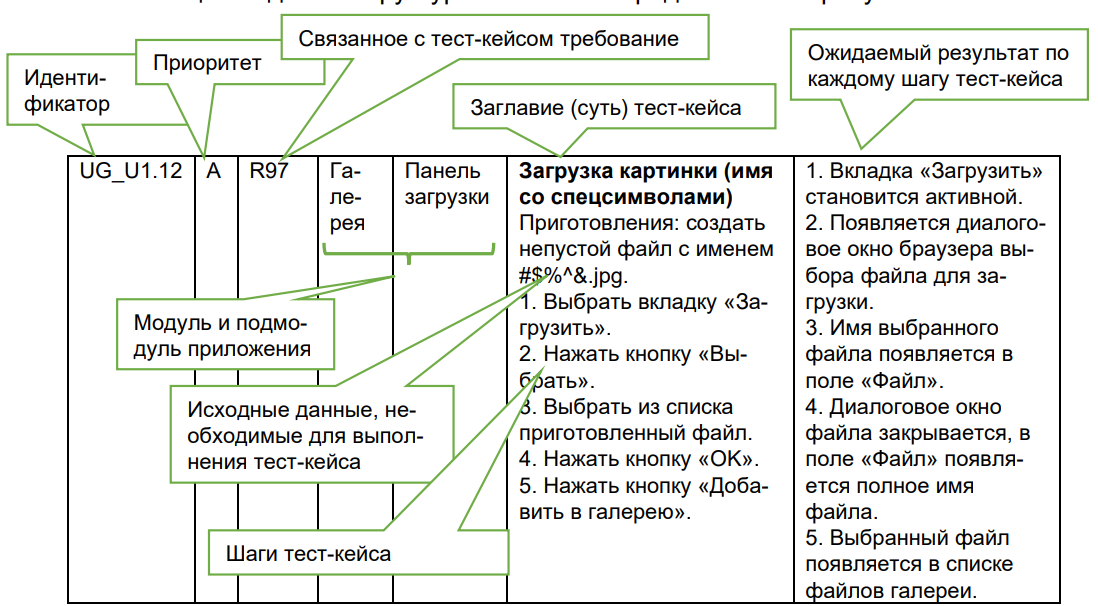 Связанное с тест-кейсом требование
Приоритет
Иденти-
фикатор
Заглавие (суть) тест-кейса
Ожидаемый результат по
каждому шагу тест-кейса
UG_U1.12
A
R97
Га-
ле-
рея
Панель
загрузки
Загрузка картинки (имя
со спецсимволами)
Приготовления: создать
непустой файл с именем
#$%^&.jpg.
1. Выбрать вкладку «За-
грузить».
2. Нажать кнопку «Вы-
брать».
3. Выбрать из списка
приготовленный файл.
4. Нажать кнопку «OK».
5. Нажать кнопку «Доба-
вить в галерею».
1. Вкладка «Загрузить»
становится активной.
2. Появляется диалого-
вое окно браузера вы-
бора файла для за-
грузки.
3. Имя выбранного
файла появляется в
поле «Файл».
4. Диалоговое окно
файла закрывается, в
поле «Файл» появля-
ется полное имя
файла.
5. Выбранный файл
появляется в списке
файлов галереи.
Модуль и подмо-
дуль приложения
Исходные данные, не-
обходимые для выпол-
нения тест-кейса
Шаги тест-кейса